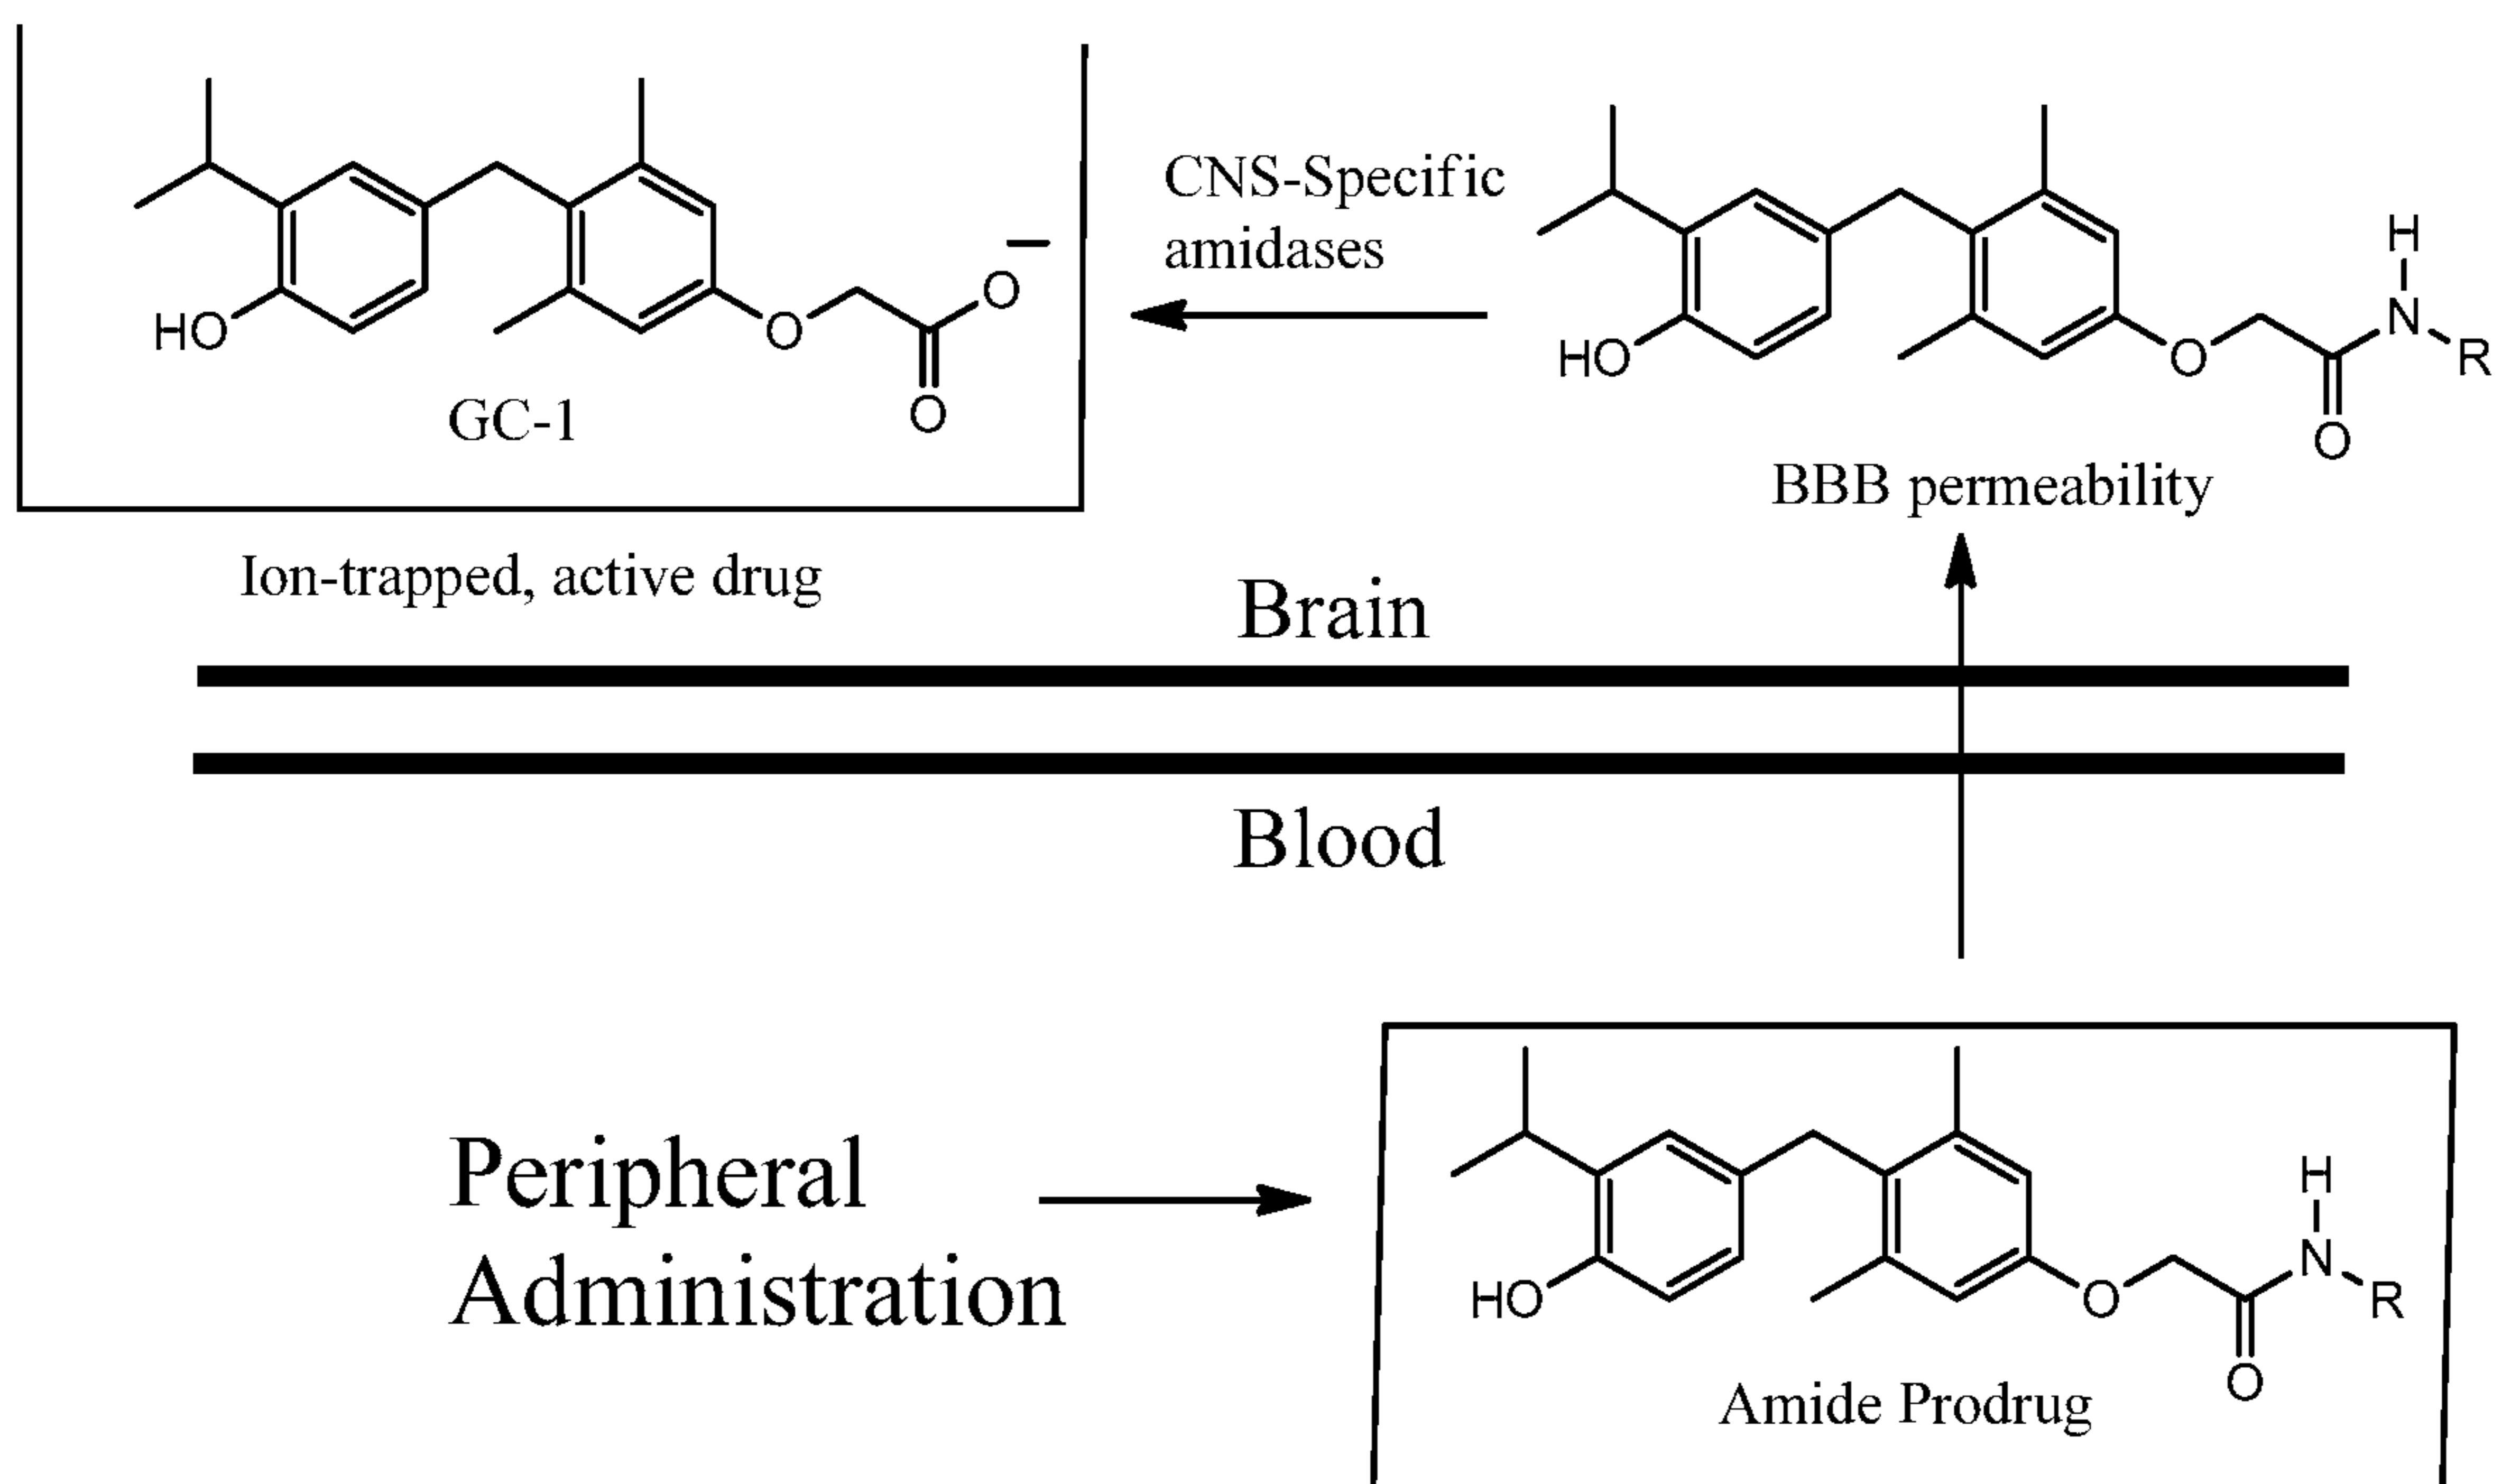 CNS-Specific
amidases
HO
O
O
O
−
GC-1
HO
O
O
H
N
R
BBB permeability
Ion-trapped, active drug
Brain
Blood
Peripheral
Administration
HO
O
O
H
N
R
Amide Prodrug